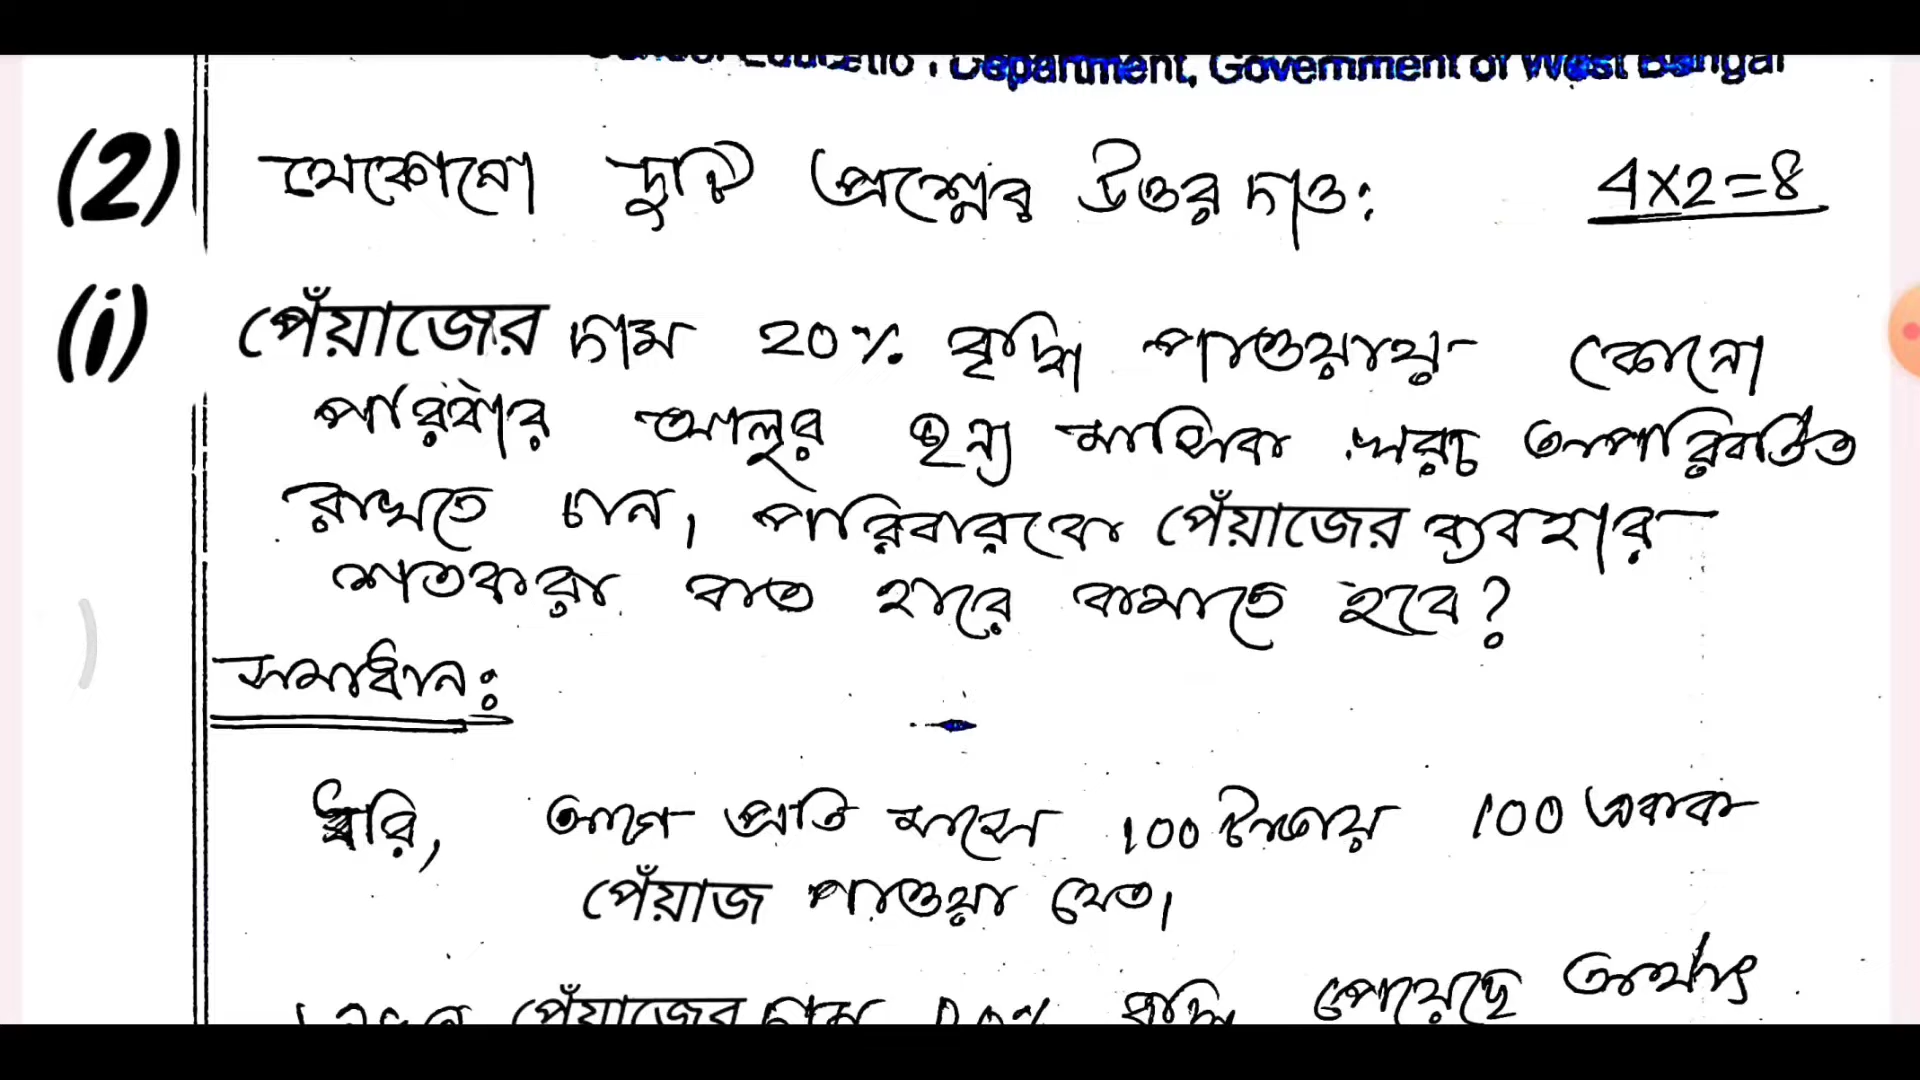 Department, Government of West Bengal
(2) যেকোনো দুটি প্রশ্নের উত্তর দাও: 4×2=8
(i) পেঁয়াজের দাম 20% বৃদ্ধি পাওয়ায় কোনো
পরিবার আলুর জন্য মাসিক খরচ অপরিবর্তিত
রাখতে চান। পরিবারকে পেঁয়াজের ব্যবহার
শতকরা কত হারে কমাতে হবে?
সমাধান:
ধরি, আগে প্রতি মাসে 100 টাকায় 100 একক
পেঁয়াজ পাওয়া যেত।
পেঁয়াজের দাম 20% বৃদ্ধি পেয়েছে অর্থাৎ